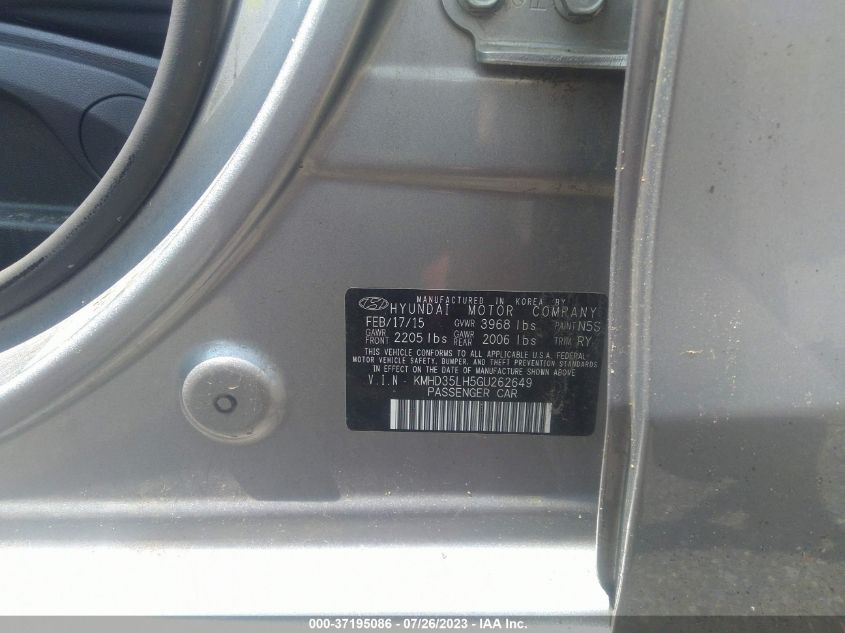 MANUFACTURED IN KOREA BY
HYUNDAI MOTOR COMPANY
FEB/17/15 GVWR 3968 lbs PAINT N5S
GAWR FRONT 2205 lbs GAWR REAR 2006 lbs TRIM RY
THIS VEHICLE CONFORMS TO ALL APPLICABLE U.S.A. FEDERAL
MOTOR VEHICLE SAFETY, BUMPER, AND THEFT PREVENTION STANDARDS
IN EFFECT ON THE DATE OF MANUFACTURE SHOWN ABOVE.
V.I.N - KMHD35LH5GU262649
PASSENGER CAR
000-37195086 - 07/26/2023 - IAA Inc.